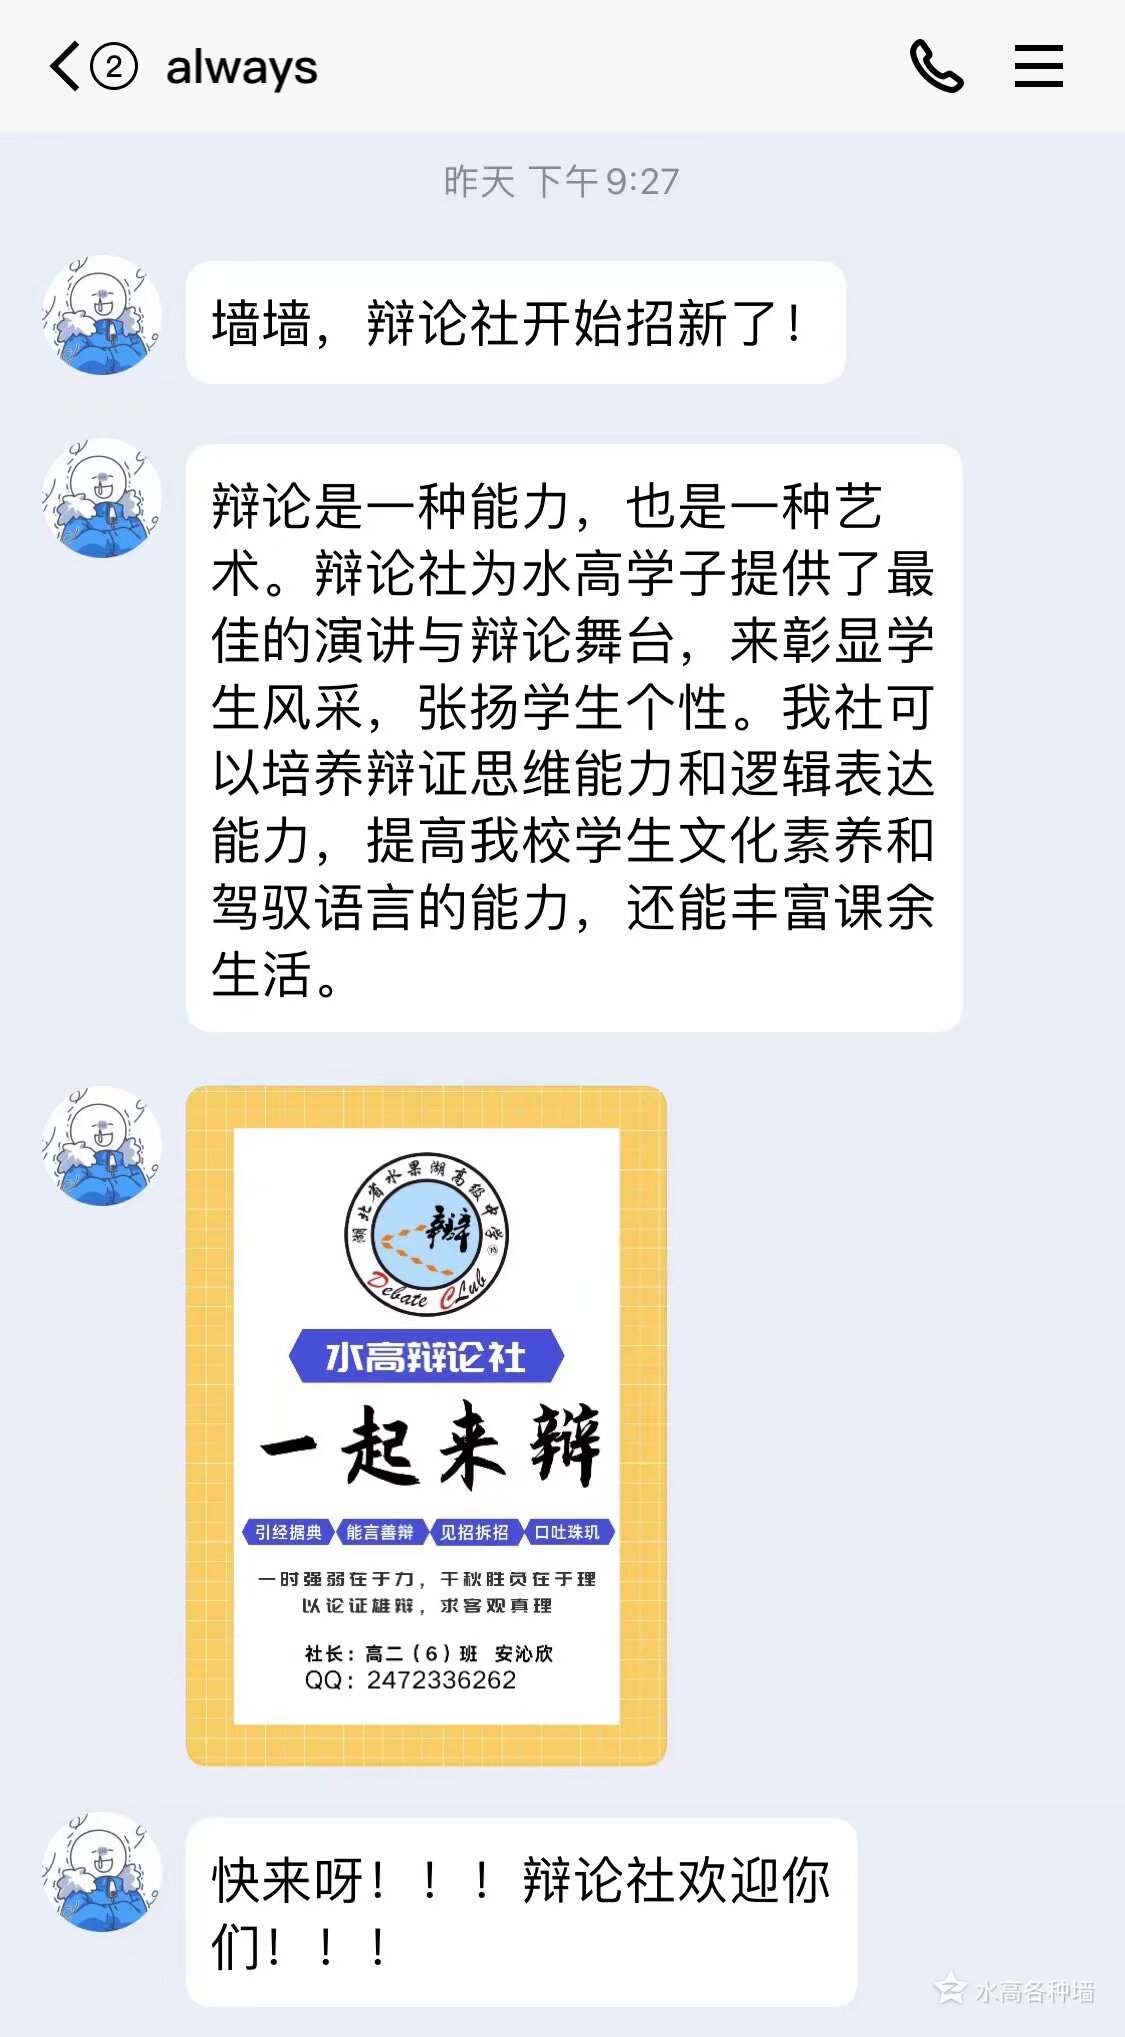 2
always
昨天 下午9:27
墙墙，辩论社开始招新了！
辩论是一种能力，也是一种艺
术。辩论社为水高学子提供了最
佳的演讲与辩论舞台，来彰显学
生风采，张扬学生个性。我社可
以培养辩证思维能力和逻辑表达
能力，提高我校学生文化素养和
驾驭语言的能力，还能丰富课余
生活。
湖北省水果湖高级中学
辩
Debate CLub
水高辩论社
一起来辩
引经据典 能言善辩 见招拆招 口吐珠玑
一时强弱在于力，千秋胜负在于理
以论证雄辩，求客观真理
社长：高二（6）班 安沁欣
QQ：2472336262
快来呀！！！辩论社欢迎你
们！！！
水高各种墙